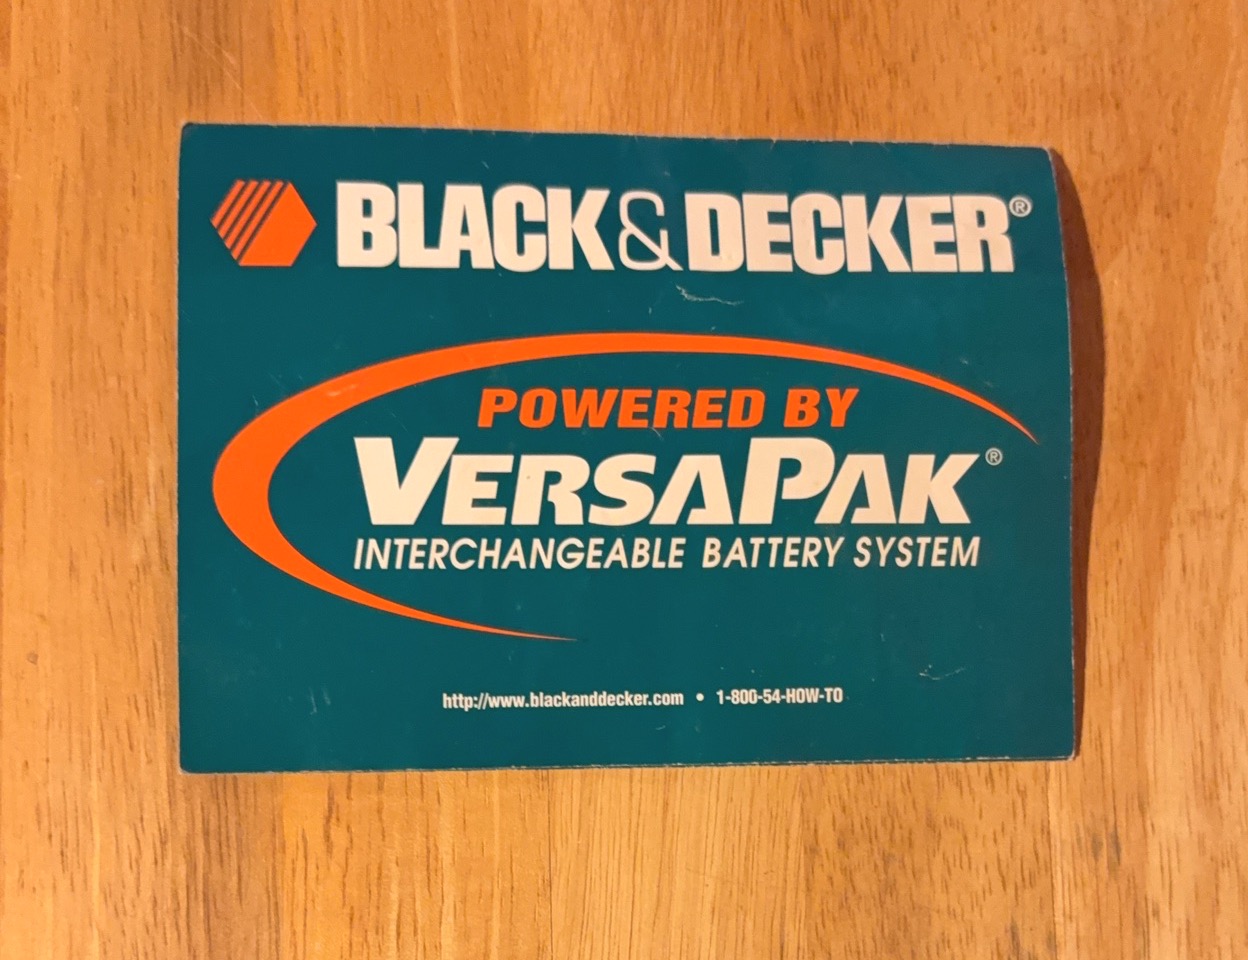 BLACK&DECKER®
POWERED BY
VERSAPAK®
INTERCHANGEABLE BATTERY SYSTEM
http://www.blackanddecker.com • 1-800-54-HOW-TO